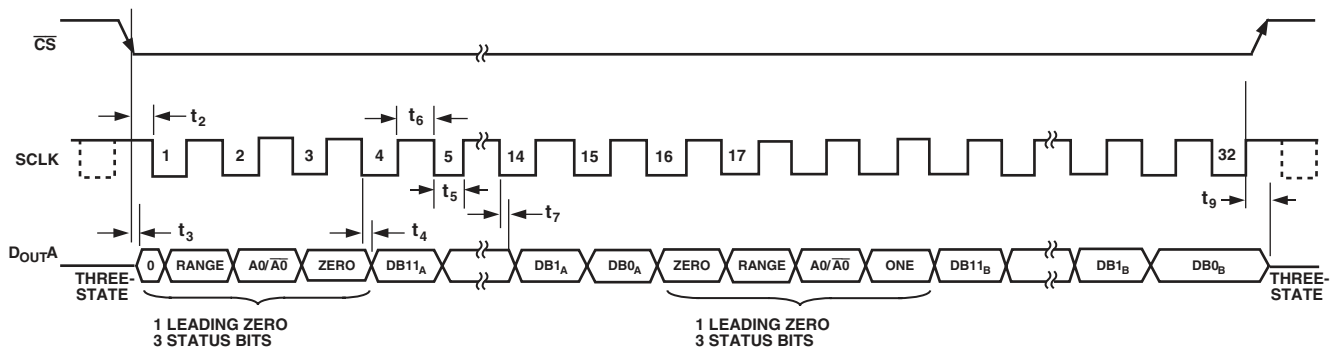 CS
t2
t6
SCLK
1 2 3 4 5 14 15 16 17 32
t5
t7
t9
t3
t4
DOUTA
0 RANGE A0/A0 ZERO DB11A DB1A DB0A ZERO RANGE A0/A0 ONE DB11B DB1B DB0B
THREE-
STATE
THREE-
STATE
1 LEADING ZERO
3 STATUS BITS
1 LEADING ZERO
3 STATUS BITS